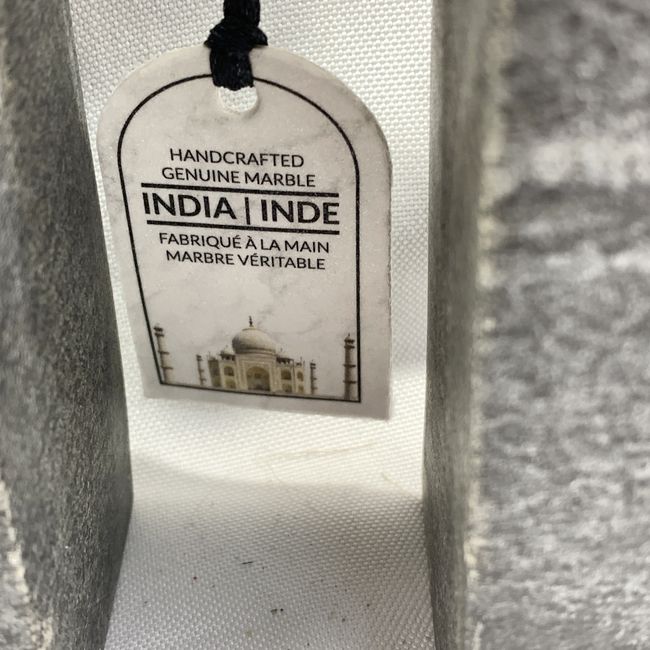 HANDCRAFTED
GENUINE MARBLE
INDIA | INDE
FABRIQUÉ À LA MAIN
MARBRE VÉRITABLE